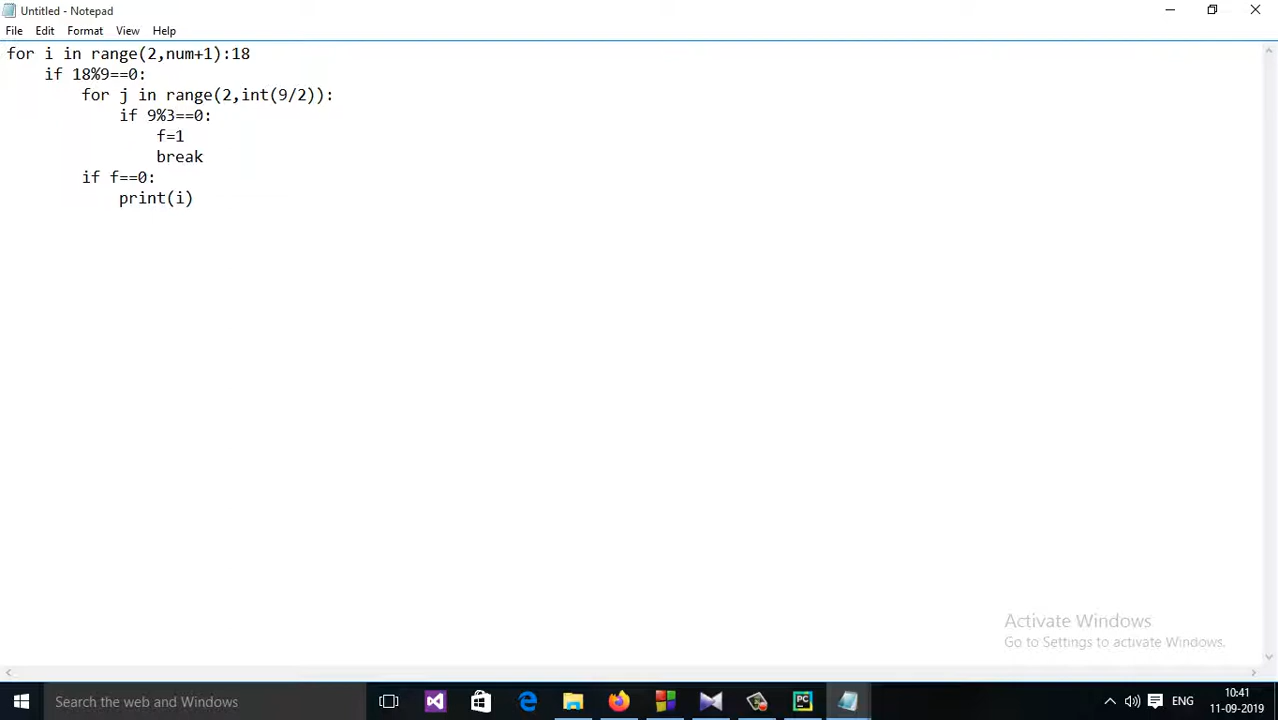 Untitled - Notepad
File Edit Format View Help
for i in range(2,num+1):18
    if 18%9==0:
        for j in range(2,int(9/2)):
            if 9%3==0:
                f=1
                break
        if f==0:
            print(i)
Activate Windows
Go to Settings to activate Windows.
Search the web and Windows
PC
ENG
10:41
11-09-2019